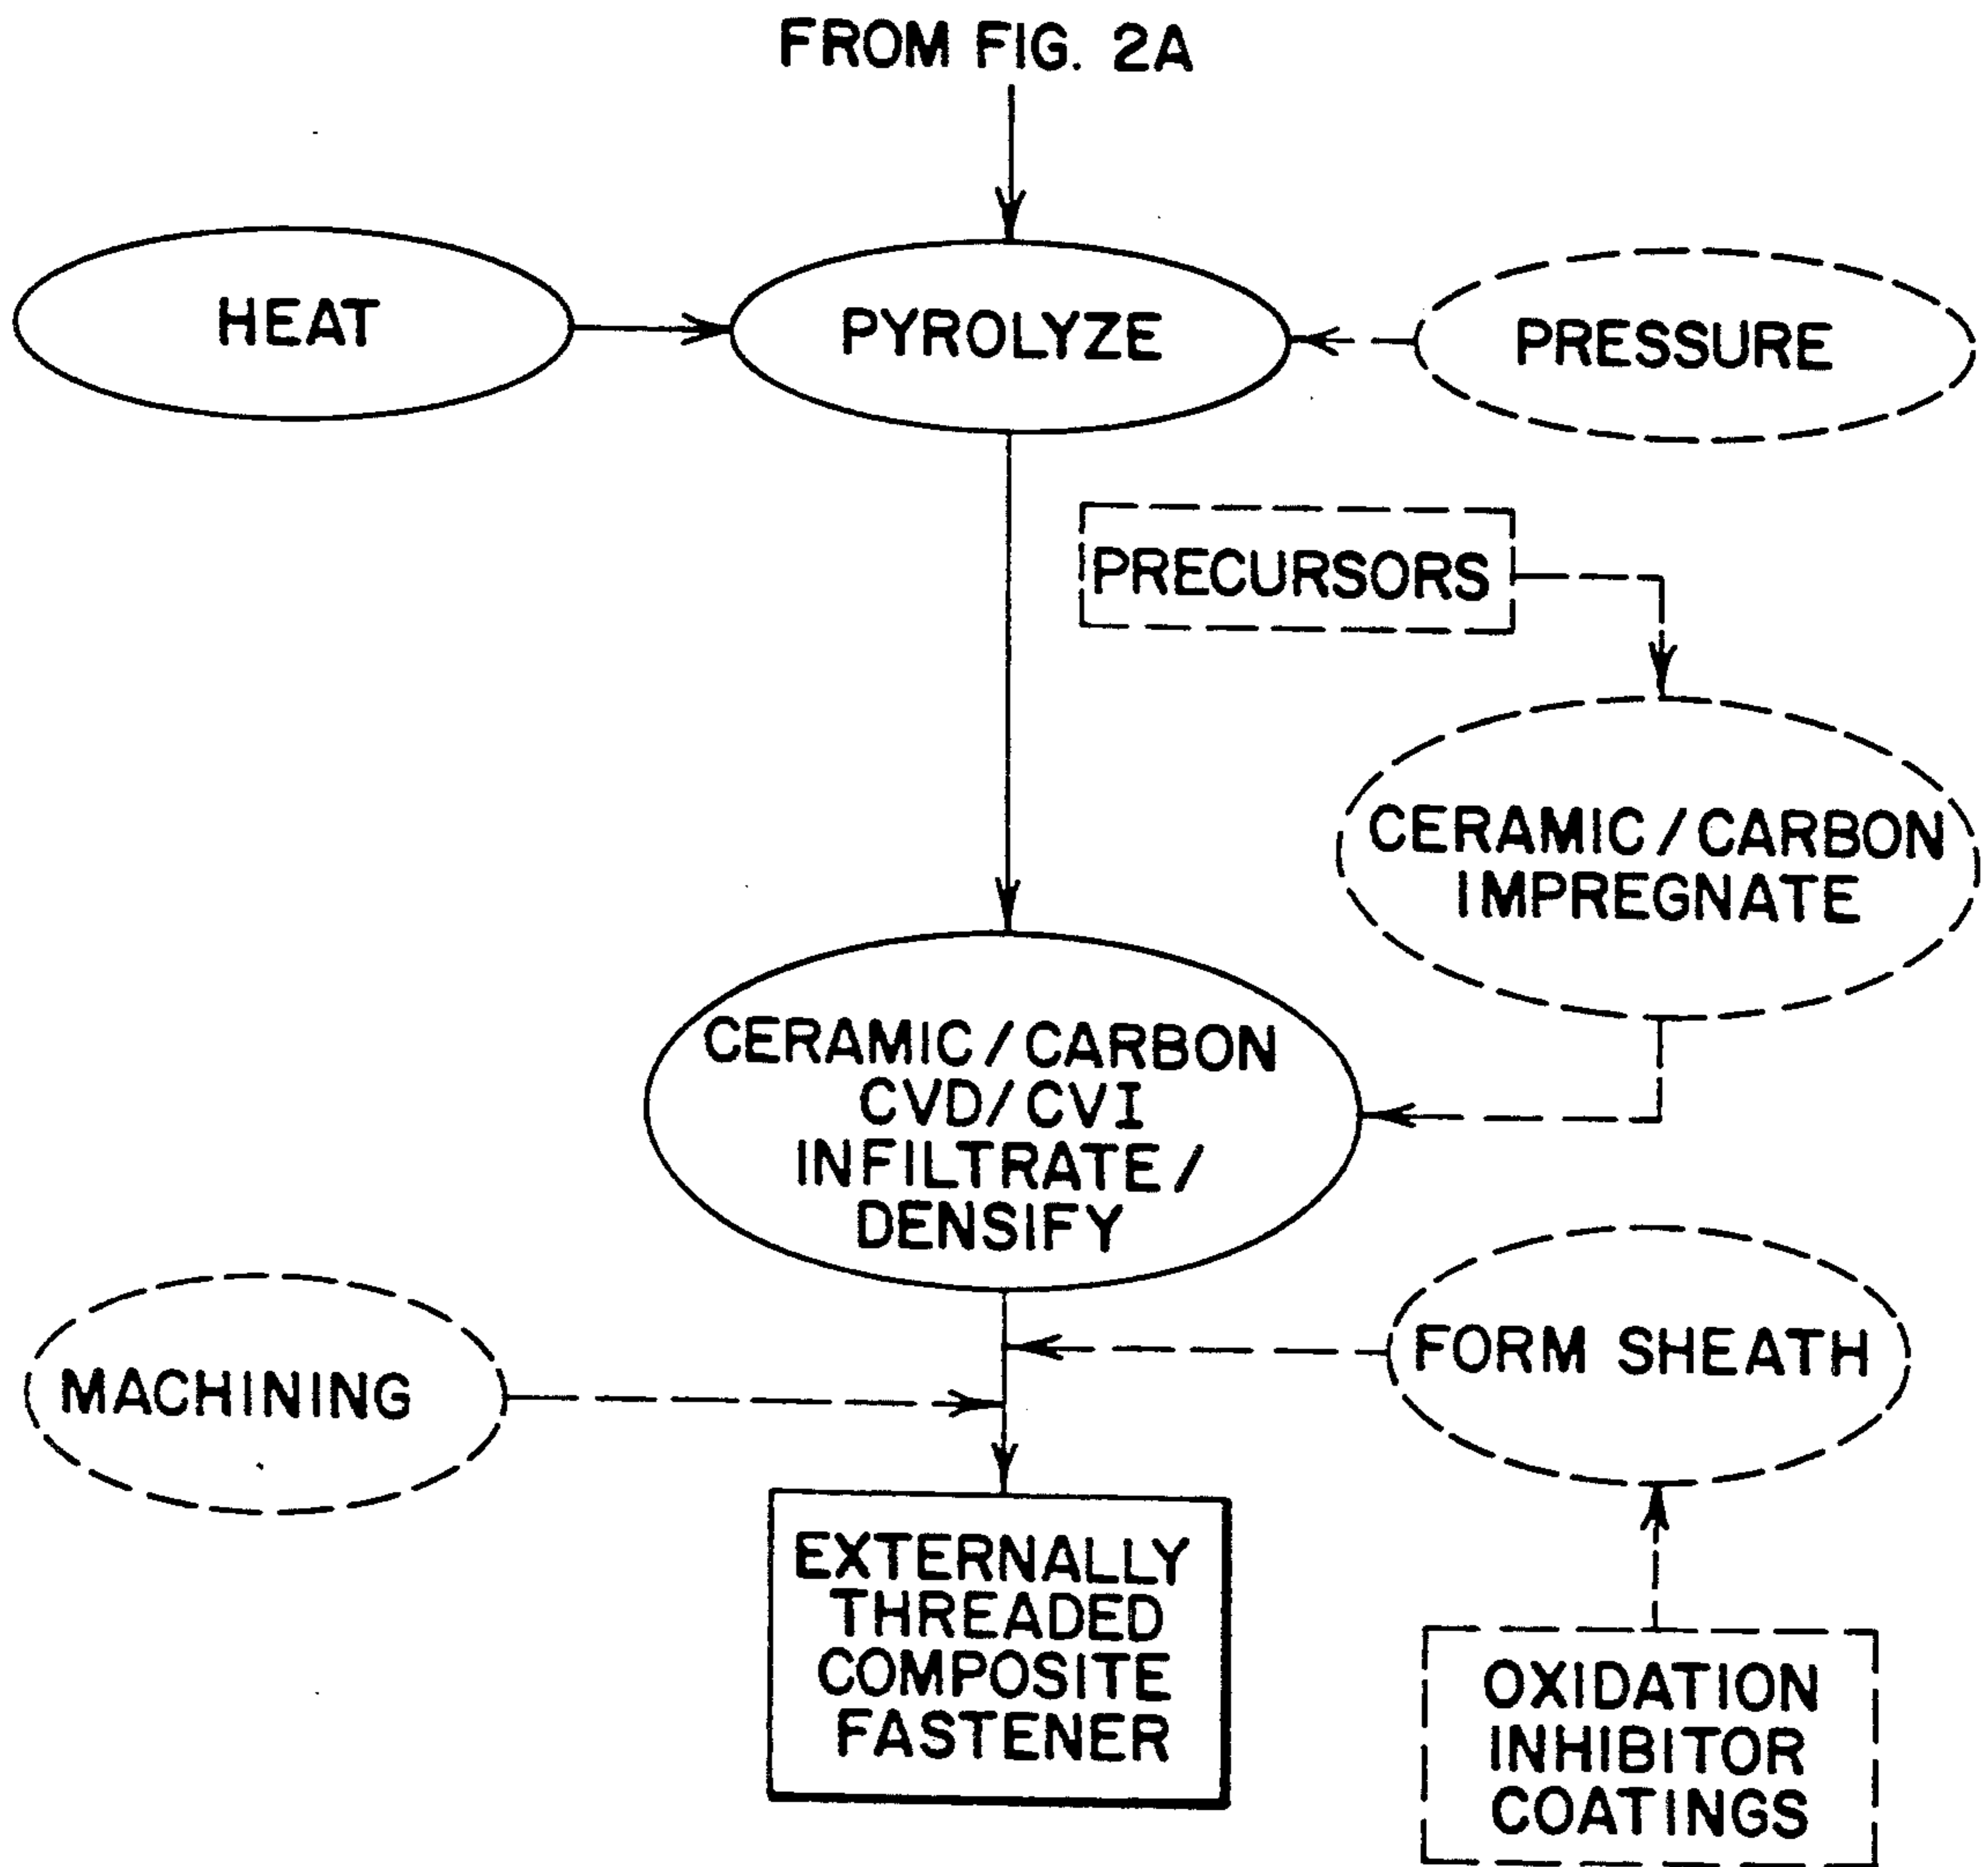 FROM FIG. 2A
HEAT
PYROLYZE
PRESSURE
PRECURSORS
CERAMIC/CARBON
IMPREGNATE
CERAMIC/CARBON
CVD/CVI
INFILTRATE/
DENSIFY
FORM SHEATH
MACHINING
EXTERNALLY
THREADED
COMPOSITE
FASTENER
OXIDATION
INHIBITOR
COATINGS